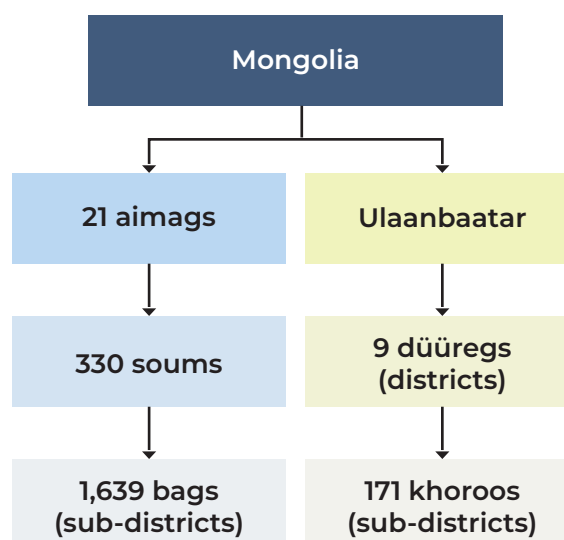 Mongolia
21 aimags
Ulaanbaatar
330 soums
9 düüregs
(districts)
1,639 bags
(sub-districts)
171 khoroos
(sub-districts)